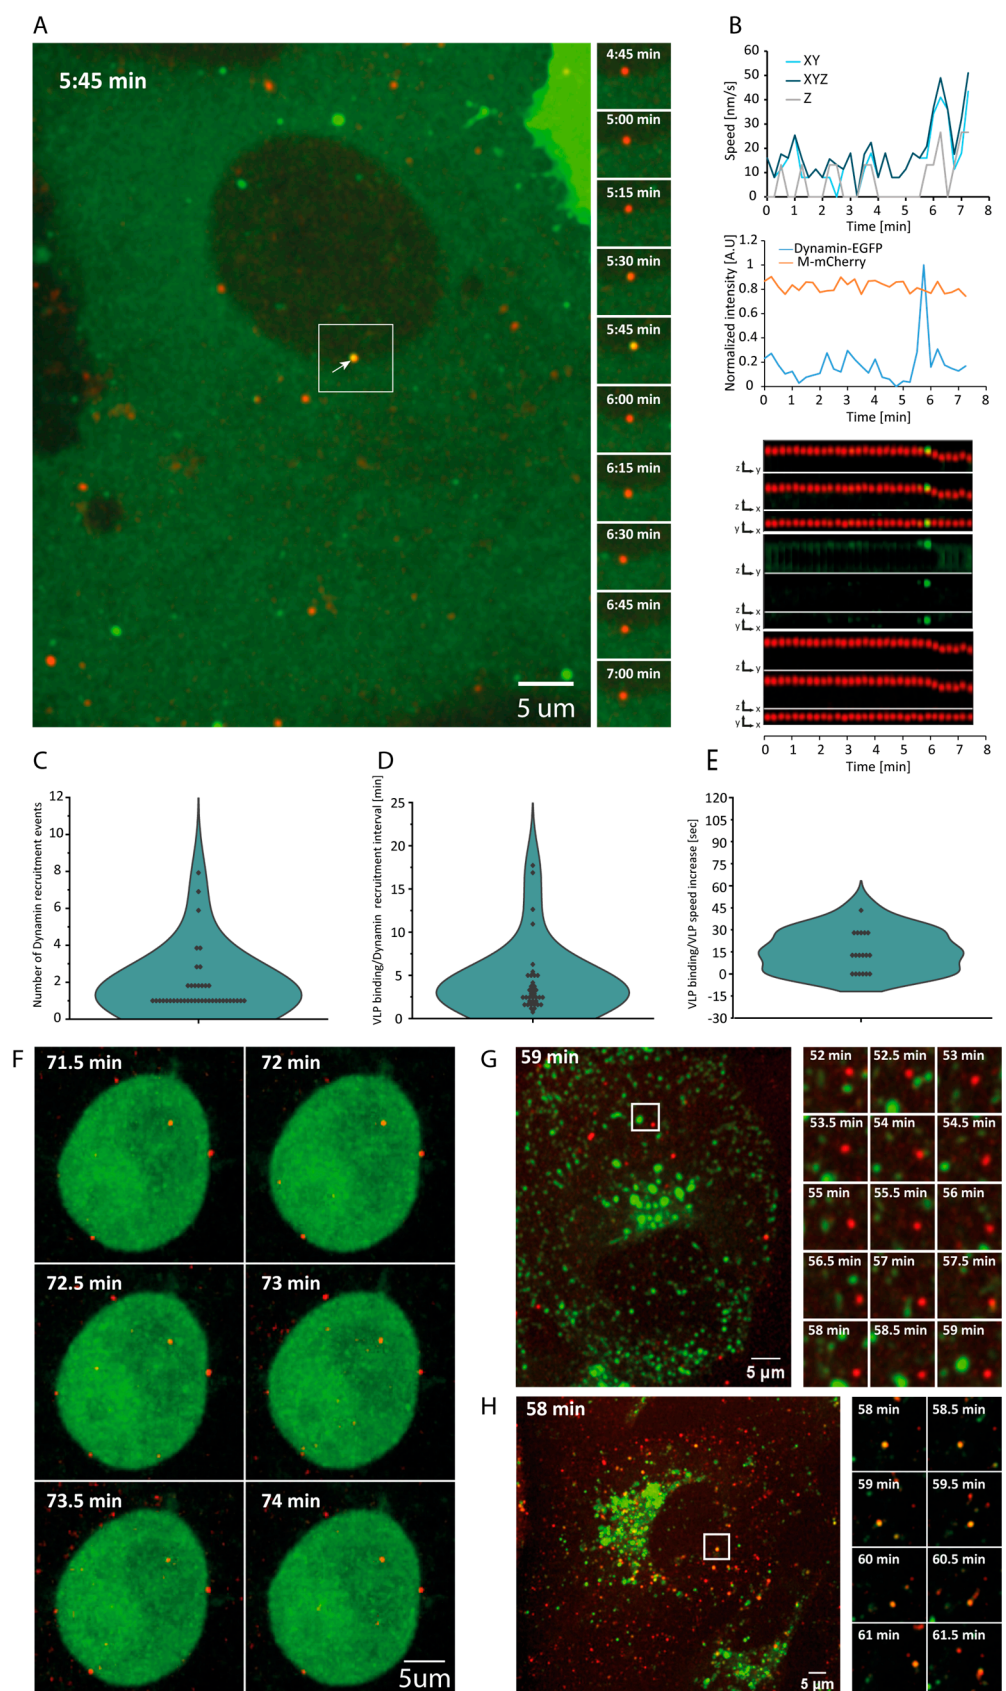 A
5:45 min
5 um
4:45 min
5:00 min
5:15 min
5:30 min
5:45 min
6:00 min
6:15 min
6:30 min
6:45 min
7:00 min
B
Speed [nm/s]
60
50
40
30
20
10
0
XY
XYZ
Z
0 1 2 3 4 5 6 7 8
Time [min]
Normalized intensity [A.U]
1.2
1
0.8
0.6
0.4
0.2
0
Dynamin-EGFP
M-mCherry
0 1 2 3 4 5 6 7 8
Time [min]
z y
z x
y x
z y
z x
y x
z y
z x
y x
0 1 2 3 4 5 6 7 8
Time [min]
C
Number of Dynamin recruitment events
12
10
8
6
4
2
0
D
VLP binding/Dynamin recruitment interval [min]
25
20
15
10
5
0
E
VLP binding/VLP speed increase [sec]
120
105
90
75
60
45
30
15
0
-15
-30
F
71.5 min
72 min
72.5 min
73 min
73.5 min
74 min
5um
G
59 min
5 µm
52 min 52.5 min 53 min
53.5 min 54 min 54.5 min
55 min 55.5 min 56 min
56.5 min 57 min 57.5 min
58 min 58.5 min 59 min
H
58 min
5 µm
58 min 58.5 min
59 min 59.5 min
60 min 60.5 min
61 min 61.5 min